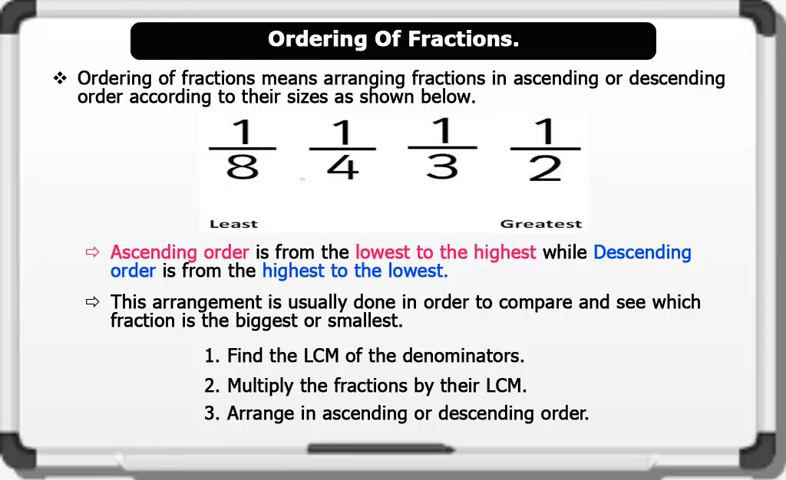 Ordering Of Fractions.
❖ Ordering of fractions means arranging fractions in ascending or descending
order according to their sizes as shown below.
1/8 1/4 1/3 1/2
Least Greatest
⇨ Ascending order is from the lowest to the highest while Descending
order is from the highest to the lowest.
⇨ This arrangement is usually done in order to compare and see which
fraction is the biggest or smallest.
1. Find the LCM of the denominators.
2. Multiply the fractions by their LCM.
3. Arrange in ascending or descending order.